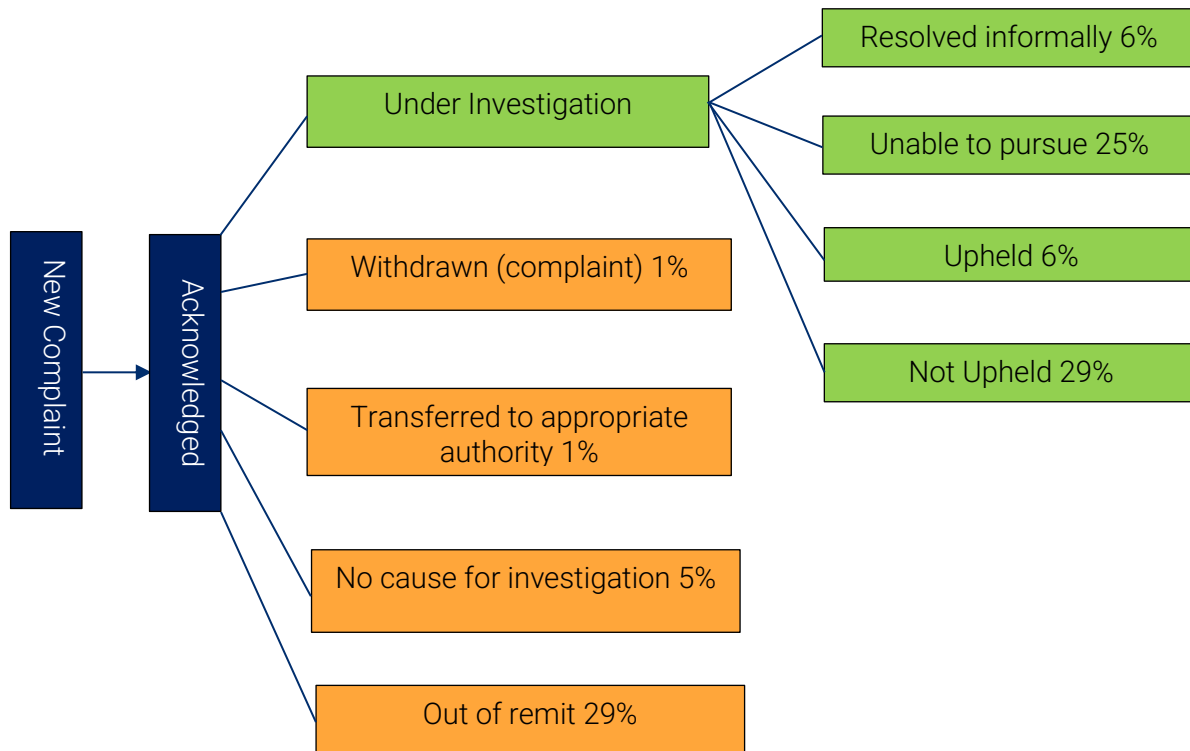 New Complaint
Acknowledged
Under Investigation
Withdrawn (complaint) 1%
Transferred to appropriate
authority 1%
No cause for investigation 5%
Out of remit 29%
Resolved informally 6%
Unable to pursue 25%
Upheld 6%
Not Upheld 29%